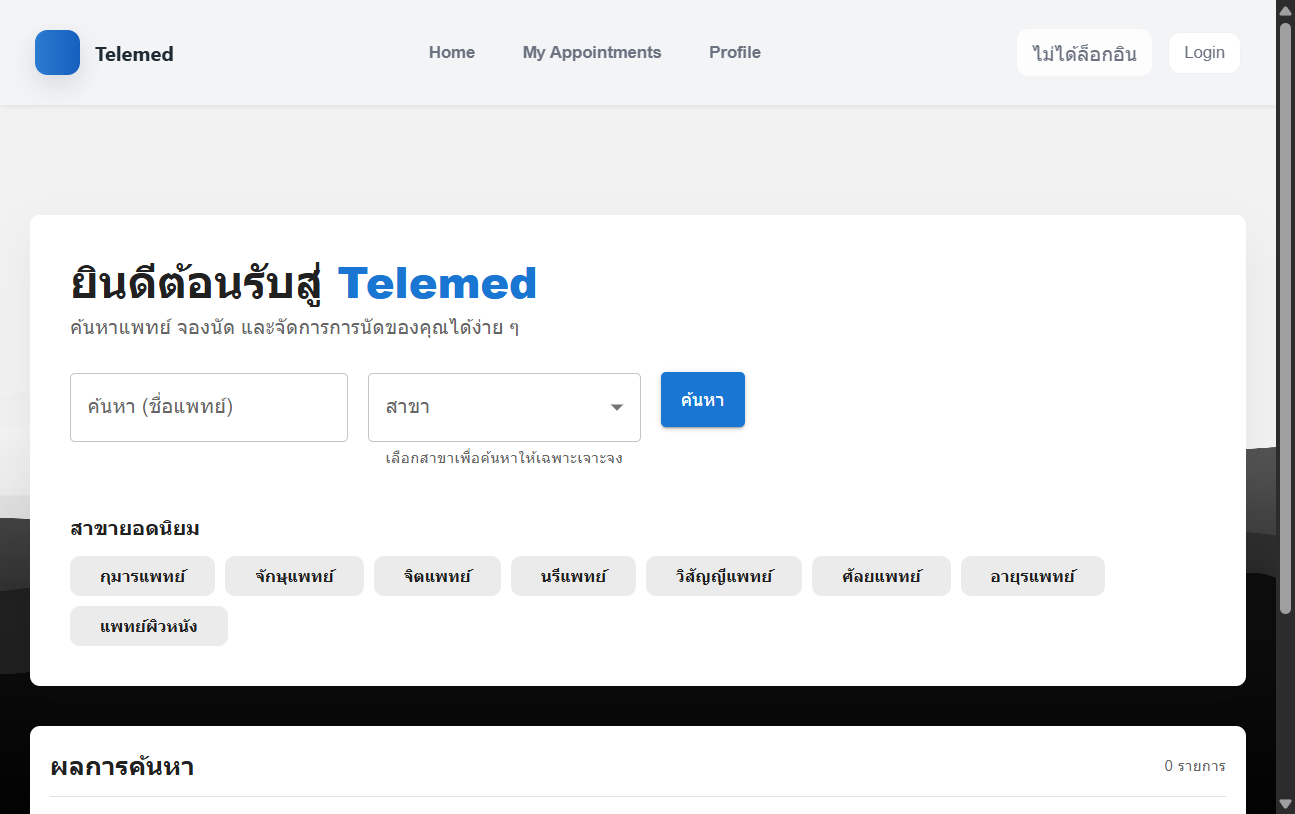 Telemed
Home My Appointments Profile
ไม่ได้ล็อกอิน Login
ยินดีต้อนรับสู่ Telemed
ค้นหาแพทย์ จองนัด และจัดการการนัดของคุณได้ง่าย ๆ
ค้นหา (ชื่อแพทย์) สาขา ค้นหา
เลือกสาขาเพื่อค้นหาให้เฉพาะเจาะจง
สาขายอดนิยม
กุมารแพทย์ จักษุแพทย์ จิตแพทย์ นรีแพทย์ วิสัญญีแพทย์ ศัลยแพทย์ อายุรแพทย์
แพทย์ผิวหนัง
ผลการค้นหา 0 รายการ